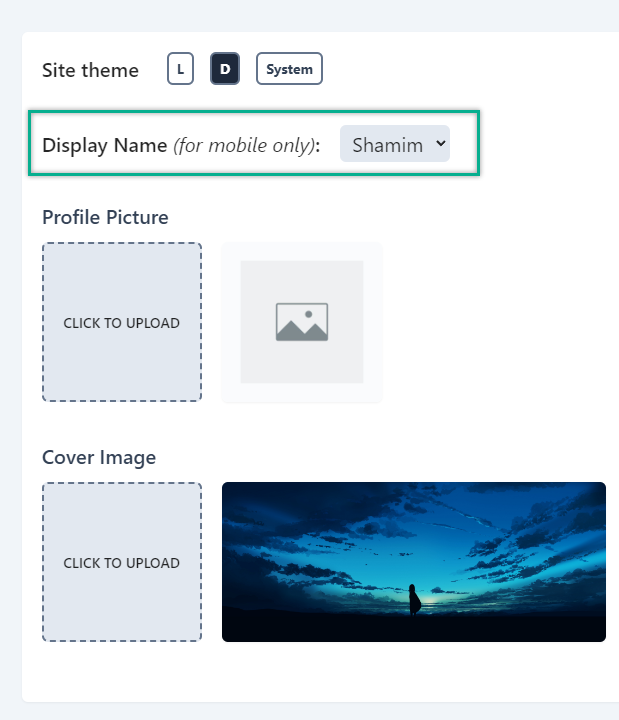 Site theme L D System
Display Name (for mobile only): Shamim
Profile Picture
CLICK TO UPLOAD
Cover Image
CLICK TO UPLOAD